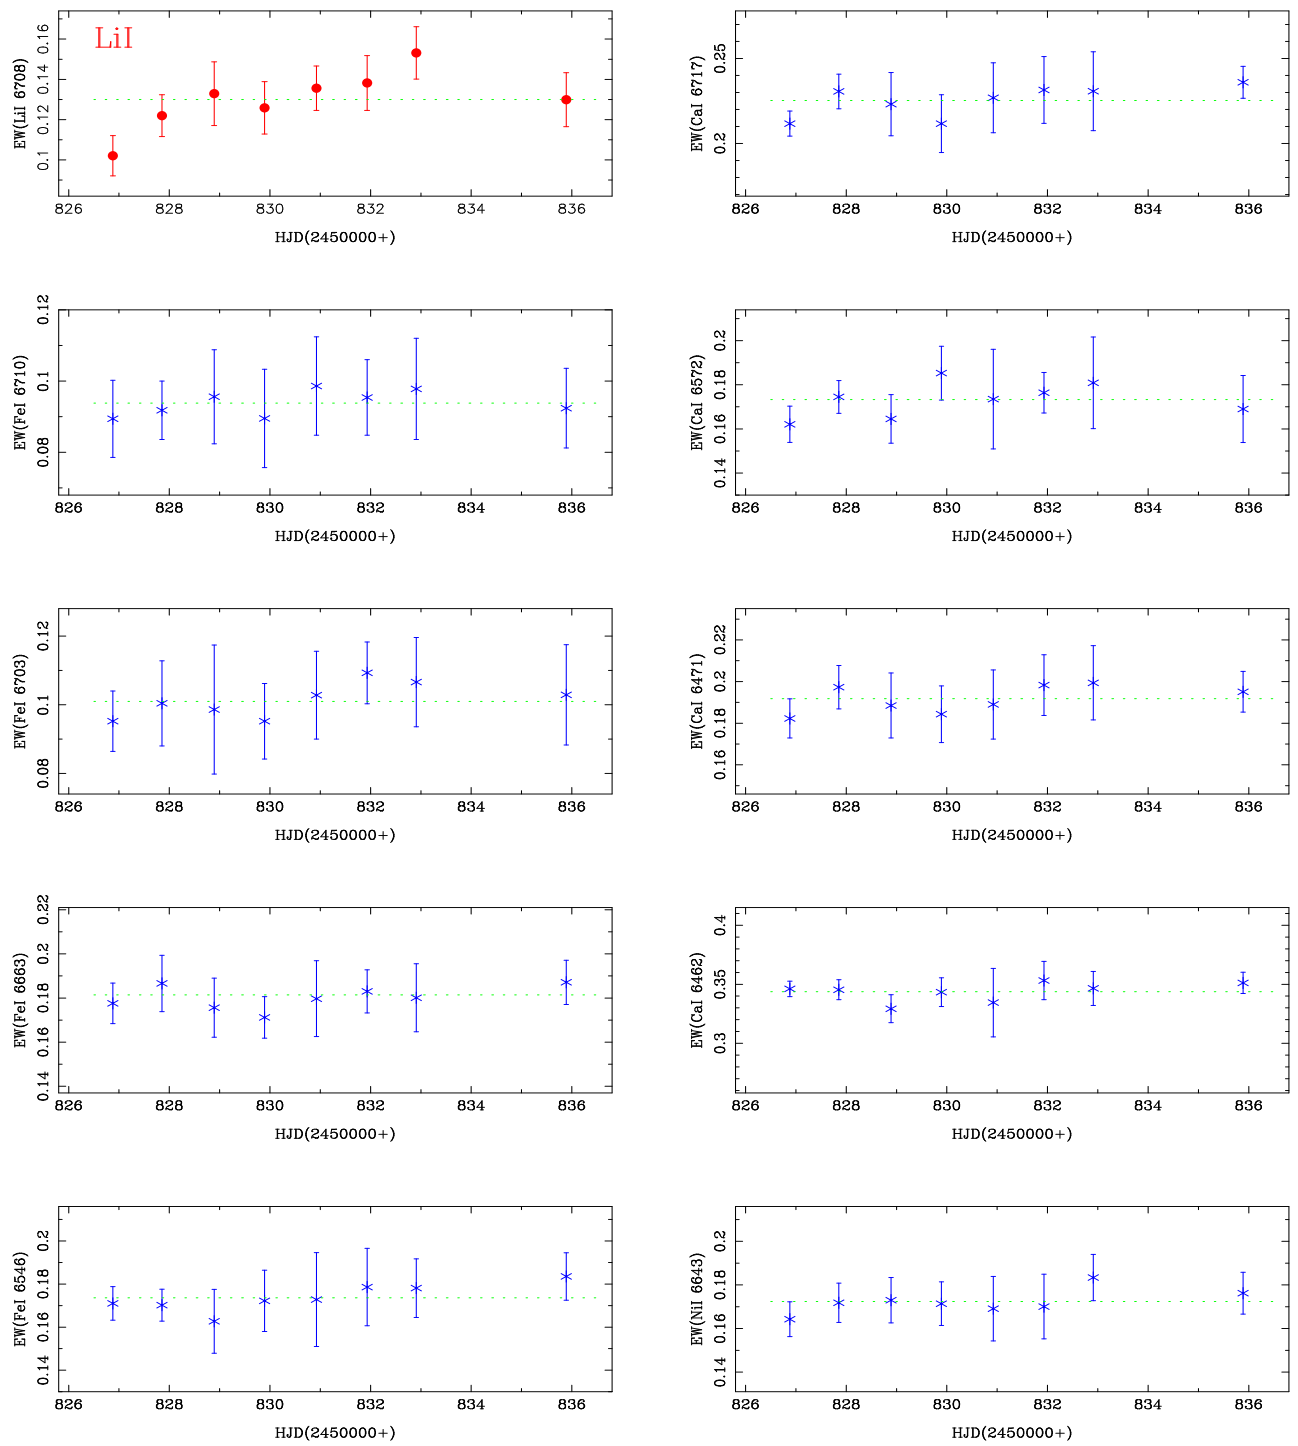 LiI
EW(LiI 6708)
0.1 0.12 0.14 0.16
826 828 830 832 834 836
HJD(2450000+)
EW(CaI 6717)
0.2 0.25
826 828 830 832 834 836
HJD(2450000+)
EW(FeI 6710)
0.08 0.1 0.12
826 828 830 832 834 836
HJD(2450000+)
EW(CaI 6572)
0.14 0.16 0.18 0.2
826 828 830 832 834 836
HJD(2450000+)
EW(FeI 6703)
0.08 0.1 0.12
826 828 830 832 834 836
HJD(2450000+)
EW(CaI 6471)
0.16 0.18 0.2 0.22
826 828 830 832 834 836
HJD(2450000+)
EW(FeI 6663)
0.14 0.16 0.18 0.2 0.22
826 828 830 832 834 836
HJD(2450000+)
EW(CaI 6462)
0.3 0.35 0.4
826 828 830 832 834 836
HJD(2450000+)
EW(FeI 6546)
0.14 0.16 0.18 0.2
826 828 830 832 834 836
HJD(2450000+)
EW(NiI 6643)
0.14 0.16 0.18 0.2
826 828 830 832 834 836
HJD(2450000+)